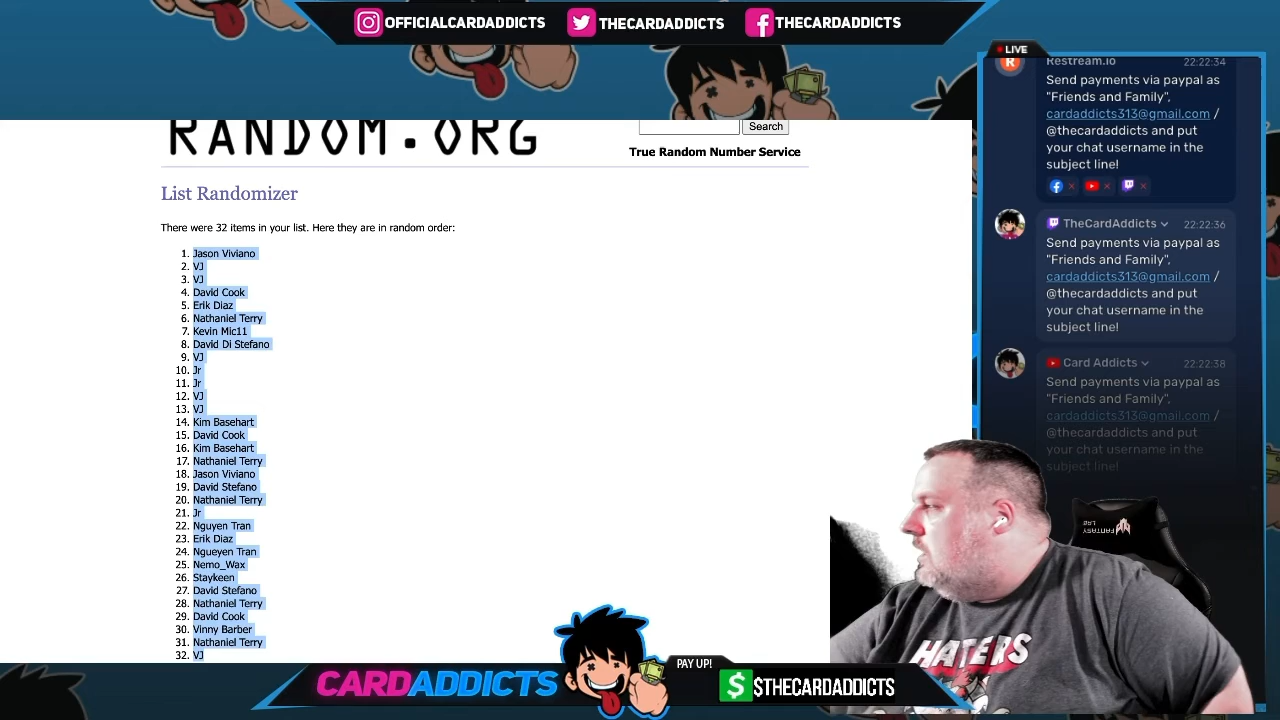 OFFICIALCARDADDICTS
THECARDADDICTS
THECARDADDICTS
RANDOM.ORG
Search
True Random Number Service
List Randomizer
There were 32 items in your list. Here they are in random order:
1. Jason Viviano
2. VJ
3. VJ
4. David Cook
5. Erik Diaz
6. Nathaniel Terry
7. Kevin Mic11
8. David Di Stefano
9. VJ
10. Jr
11. Jr
12. VJ
13. VJ
14. Kim Basehart
15. David Cook
16. Kim Basehart
17. Nathaniel Terry
18. Jason Viviano
19. David Stefano
20. Nathaniel Terry
21. Jr
22. Nguyen Tran
23. Erik Diaz
24. Ngueyen Tran
25. Nemo_Wax
26. Staykeen
27. David Stefano
28. Nathaniel Terry
29. David Cook
30. Vinny Barber
31. Nathaniel Terry
32. VJ
LIVE
R
Restream.io 22:22:34
Send payments via paypal as
"Friends and Family",
cardaddicts313@gmail.com /
@thecardaddicts and put
your chat username in the
subject line!
TheCardAddicts 22:22:36
Send payments via paypal as
"Friends and Family",
cardaddicts313@gmail.com /
@thecardaddicts and put
your chat username in the
subject line!
Card Addicts 22:22:38
Send payments via paypal as
"Friends and Family",
cardaddicts313@gmail.com /
@thecardaddicts and put
your chat username in the
subject line!
HATERS
CARDADDICTS
PAY UP!
$ $THECARDADDICTS